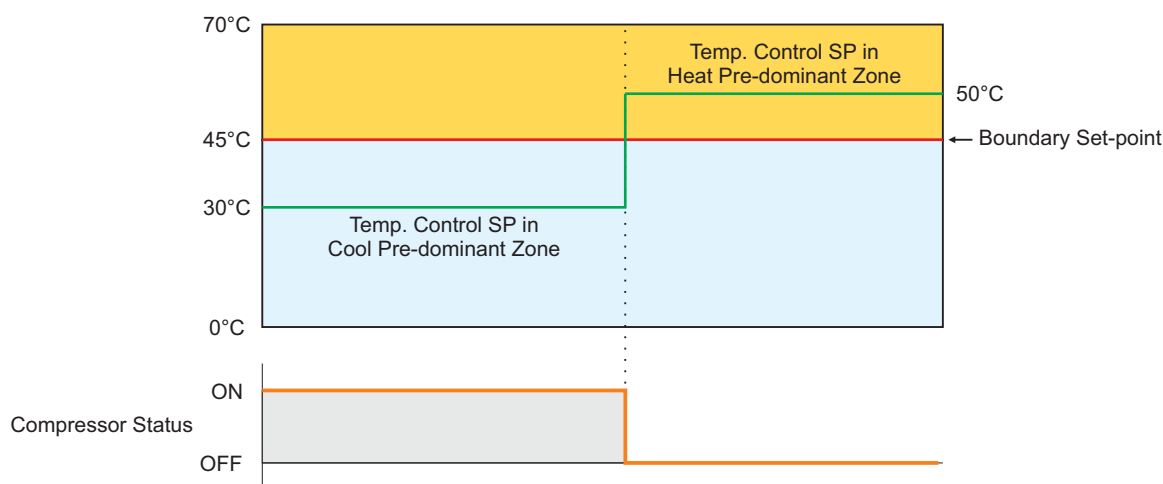 70°C
Temp. Control SP in
Heat Pre-dominant Zone
50°C
45°C
Boundary Set-point
30°C
Temp. Control SP in
Cool Pre-dominant Zone
0°C
ON
Compressor Status
OFF